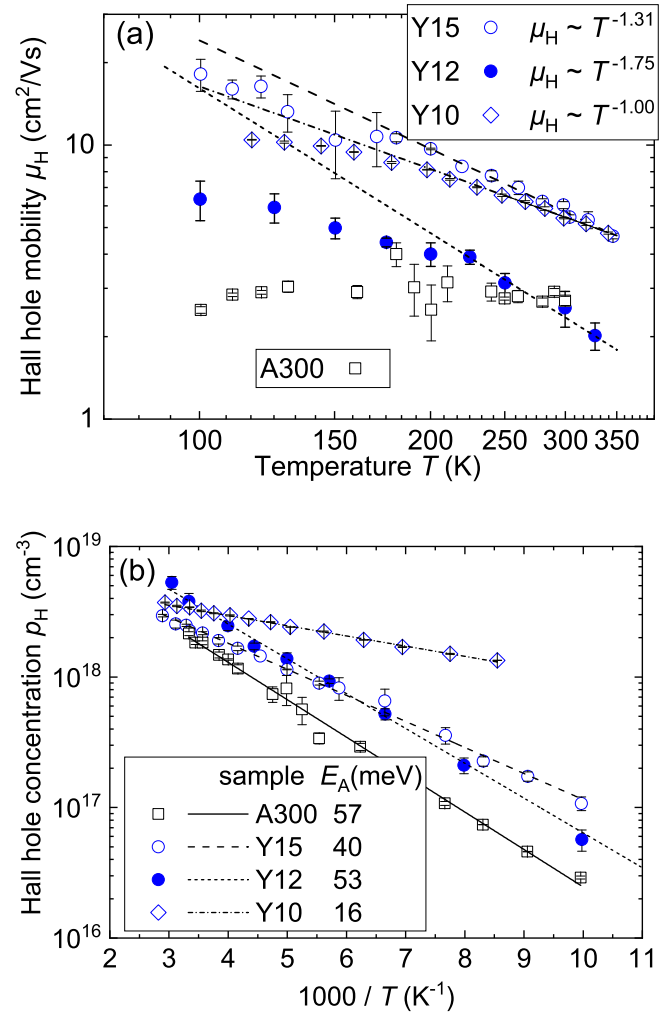 (a)
Y15 μH ~ T^-1.31
Y12 μH ~ T^-1.75
Y10 μH ~ T^-1.00
Hall hole mobility μH (cm²/Vs)
10
1
A300
100 150 200 250 300 350
Temperature T (K)
(b)
Hall hole concentration pH (cm⁻³)
10^19
10^18
10^17
10^16
sample EA(meV)
A300 57
Y15 40
Y12 53
Y10 16
2 3 4 5 6 7 8 9 10 11
1000 / T (K⁻¹)